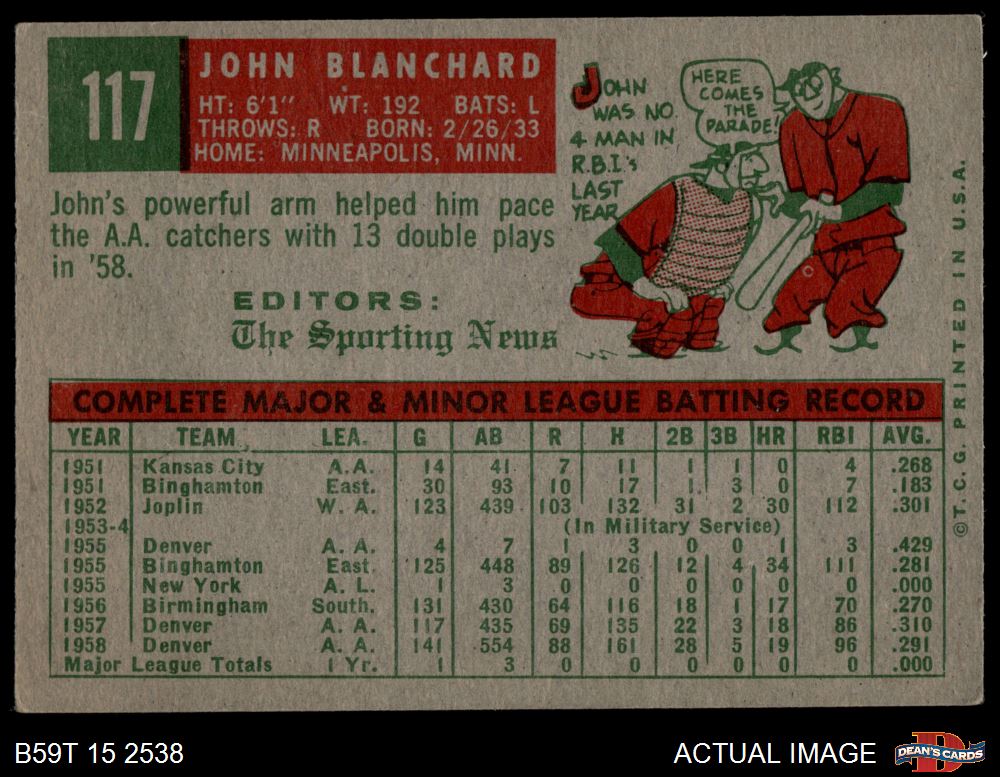 117
JOHN BLANCHARD
HT: 6'1" WT: 192 BATS: L
THROWS: R BORN: 2/26/33
HOME: MINNEAPOLIS, MINN.
John's powerful arm helped him pace
the A.A. catchers with 13 double plays
in '58.
EDITORS:
The Sporting News
JOHN
WAS NO.
4 MAN IN
R.B.I.'s
LAST
YEAR
HERE
COMES
THE
PARADE!
COMPLETE MAJOR & MINOR LEAGUE BATTING RECORD
YEAR TEAM LEA. G AB R H 2B 3B HR RBI AVG.
1951 Kansas City A.A. 14 41 7 11 1 1 0 4 .268
1951 Binghamton East. 30 93 10 17 1 3 0 7 .183
1952 Joplin W. A. 123 439 103 132 31 2 30 112 .301
1953-4 (In Military Service)
1955 Denver A. A. 4 7 1 3 0 0 1 3 .429
1955 Binghamton East. 125 448 89 126 12 4 34 111 .281
1955 New York A. L. 1 3 0 0 0 0 0 0 .000
1956 Birmingham South. 131 430 64 116 18 1 17 70 .270
1957 Denver A. A. 117 435 69 135 22 3 18 86 .310
1958 Denver A. A. 141 554 88 161 28 5 19 96 .291
Major League Totals 1 Yr. 1 3 0 0 0 0 0 0 .000
©T.C.G. PRINTED IN U.S.A.
B59T 15 2538
ACTUAL IMAGE
D
DEAN'S CARDS